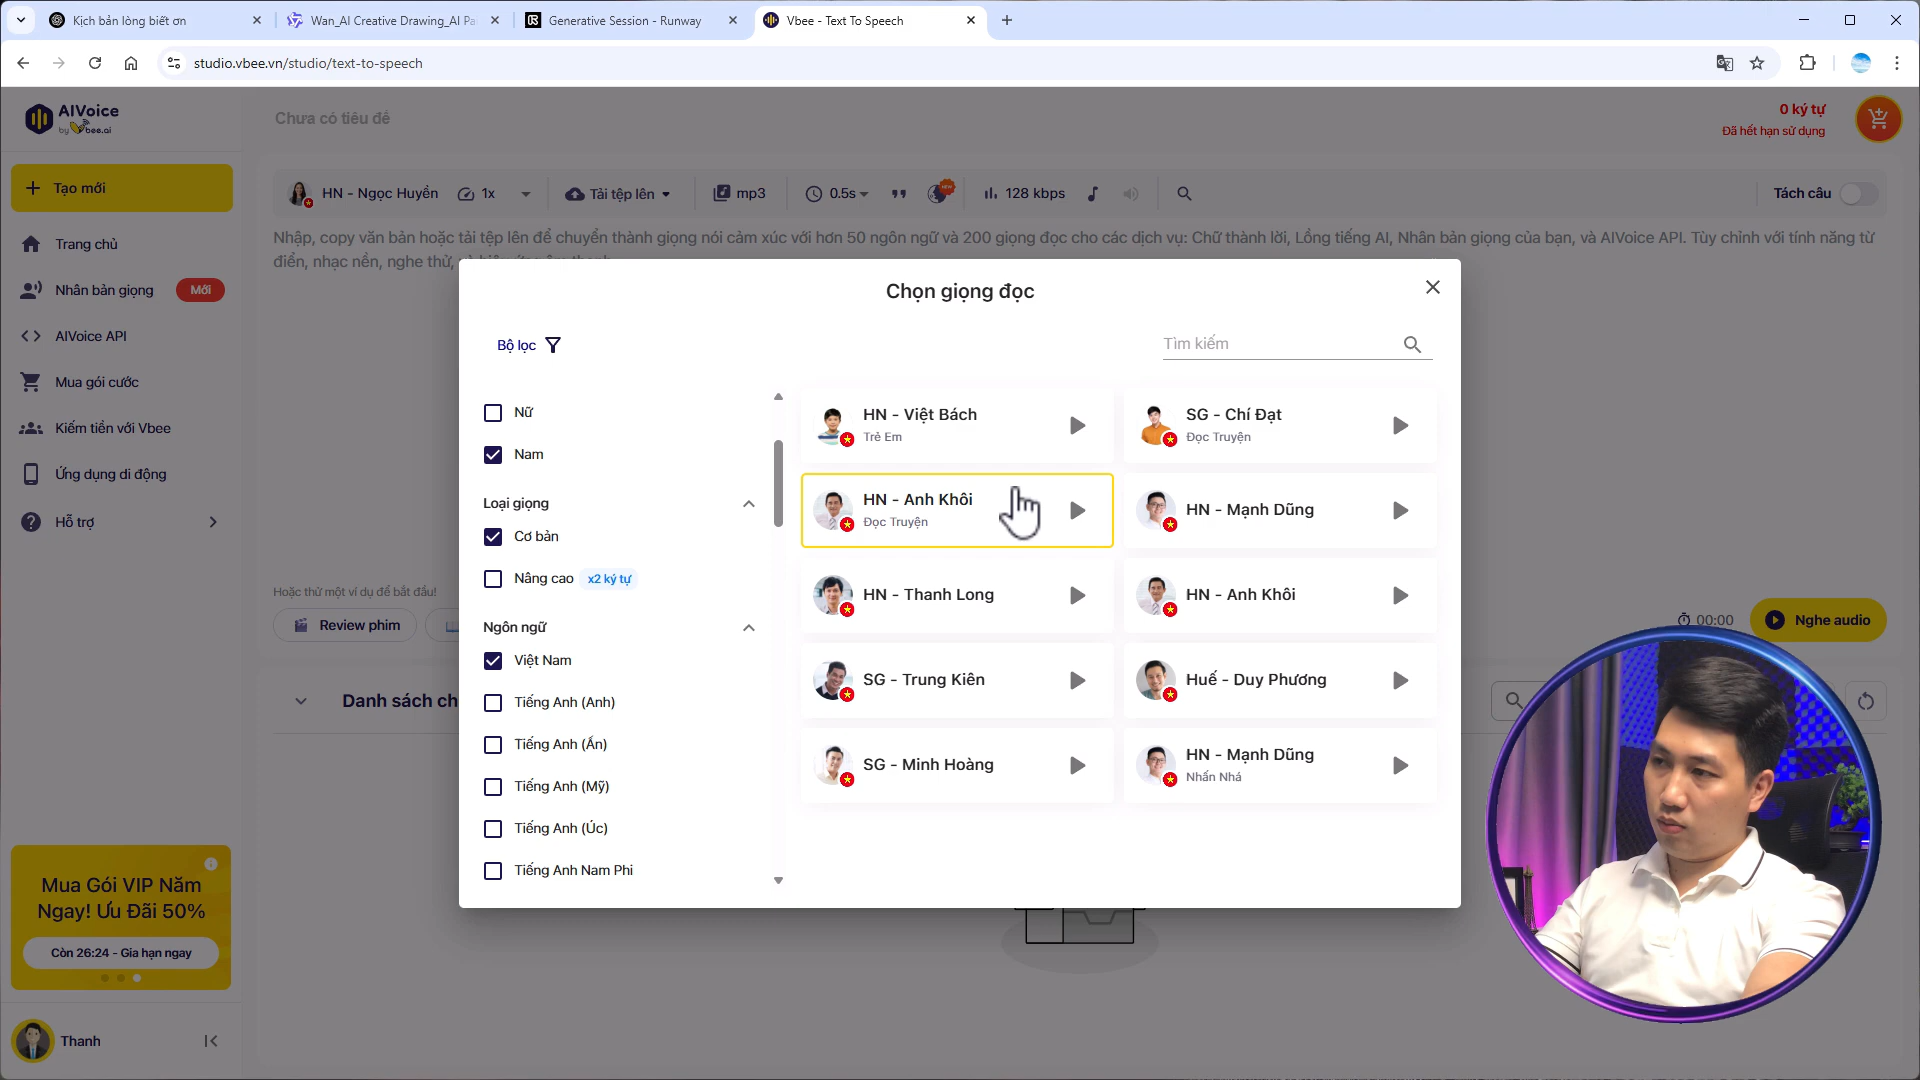 Kịch bản lòng biết ơn
Wan_AI Creative Drawing_AI Pa
Generative Session - Runway
Vbee - Text To Speech
studio.vbee.vn/studio/text-to-speech
AIVoice
by Vbee.ai
Chưa có tiêu đề
0 ký tự
Đã hết hạn sử dụng
Tạo mới
HN - Ngọc Huyền
1x
Tải tệp lên
mp3
0.5s
NEW
128 kbps
Tách câu
Trang chủ
Nhân bản giọng
Mới
AIVoice API
Mua gói cước
Kiếm tiền với Vbee
Ứng dụng di động
Hỗ trợ
Nhập, copy văn bản hoặc tải tệp lên để chuyển thành giọng nói cảm xúc với hơn 50 ngôn ngữ và 200 giọng đọc cho các dịch vụ: Chữ thành lời, Lồng tiếng AI, Nhân bản giọng của bạn, và AIVoice API. Tùy chỉnh với tính năng từ
điển, nhạc nền, nghe thử,
Chọn giọng đọc
Bộ lọc
Tìm kiếm
Nữ
Nam
Loại giọng
Cơ bản
Nâng cao
x2 ký tự
Ngôn ngữ
Việt Nam
Tiếng Anh (Anh)
Tiếng Anh (Ấn)
Tiếng Anh (Mỹ)
Tiếng Anh (Úc)
Tiếng Anh Nam Phi
HN - Việt Bách
Trẻ Em
SG - Chí Đạt
Đọc Truyện
HN - Anh Khôi
Đọc Truyện
HN - Mạnh Dũng
HN - Thanh Long
HN - Anh Khôi
SG - Trung Kiên
Huế - Duy Phương
SG - Minh Hoàng
HN - Mạnh Dũng
Nhấn Nhá
Hoặc thử một ví dụ để bắt đầu!
Review phim
00:00
Nghe audio
Danh sách ch
Mua Gói VIP Năm
Ngay! Ưu Đãi 50%
Còn 26:24 - Gia hạn ngay
Thanh